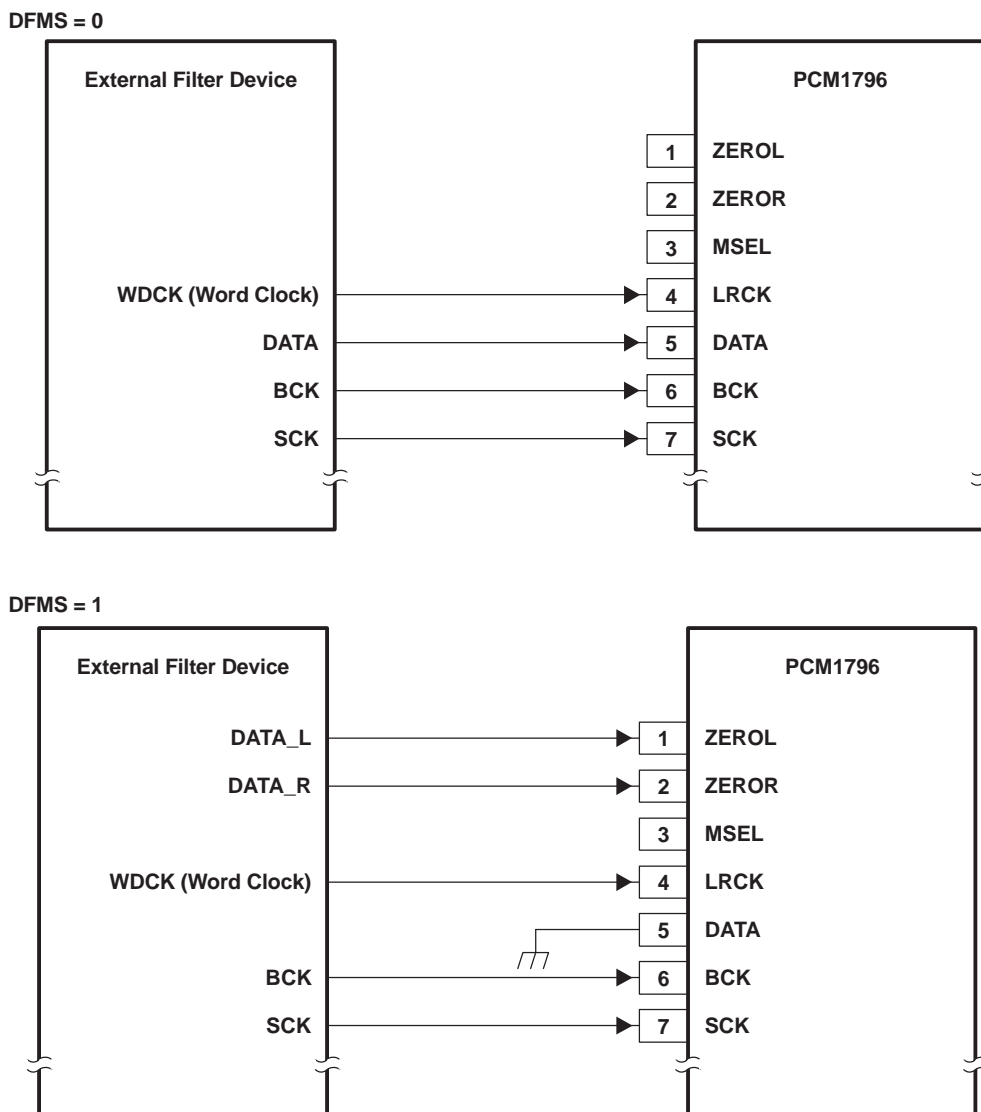 DFMS = 0
External Filter Device
PCM1796
1 ZEROL
2 ZEROR
3 MSEL
WDCK (Word Clock) 4 LRCK
DATA 5 DATA
BCK 6 BCK
SCK 7 SCK
DFMS = 1
External Filter Device
PCM1796
DATA_L 1 ZEROL
DATA_R 2 ZEROR
3 MSEL
WDCK (Word Clock) 4 LRCK
5 DATA
BCK 6 BCK
SCK 7 SCK